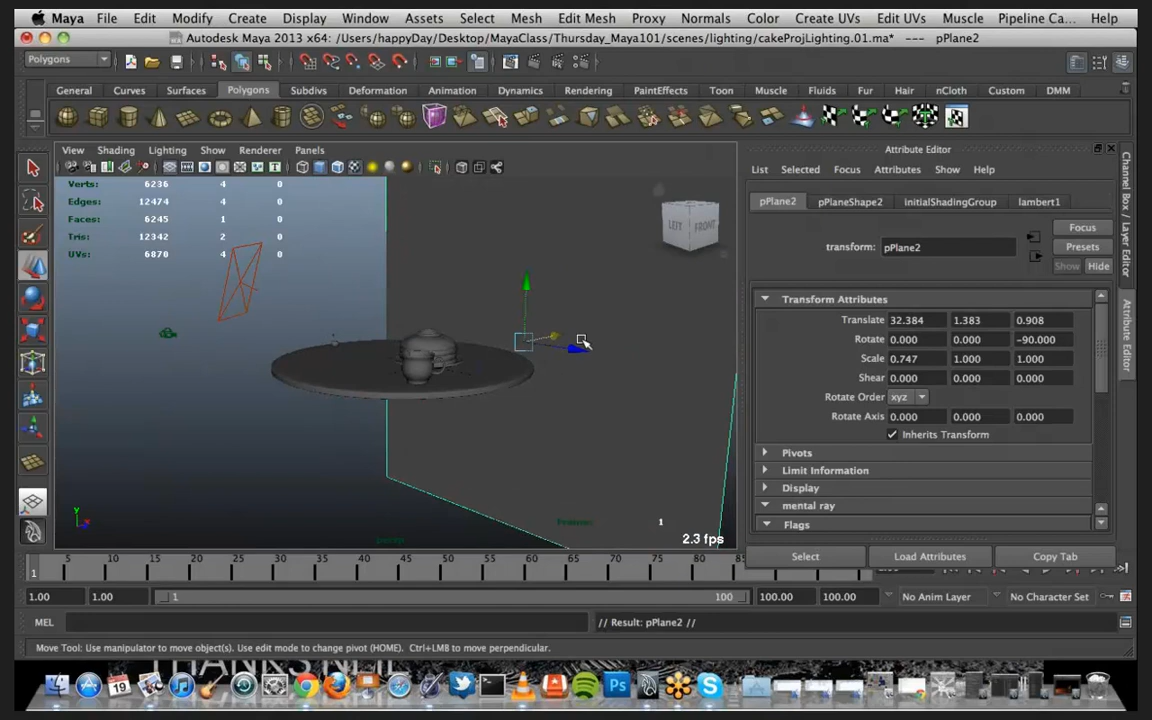 Maya File Edit Modify Create Display Window Assets Select Mesh Edit Mesh Proxy Normals Color Create UVs Edit UVs Muscle Pipeline Ca... Help
Autodesk Maya 2013 x64: /Users/happyDay/Desktop/MayaClass/Thursday_Maya101/scenes/lighting/cakeProjLighting.01.ma* --- pPlane2
Polygons
General Curves Surfaces Polygons Subdivs Deformation Animation Dynamics Rendering PaintEffects Toon Muscle Fluids Fur Hair nCloth Custom DMM
View Shading Lighting Show Renderer Panels
Verts: 6236 4 0
Edges: 12474 4 0
Faces: 6245 1 0
Tris: 12342 2 0
UVs: 6870 4 0
LEFT FRONT
y
persp
1
2.3 fps
Attribute Editor
List Selected Focus Attributes Show Help
pPlane2 pPlaneShape2 initialShadingGroup lambert1
Focus
transform: pPlane2
Presets
Show Hide
Transform Attributes
Translate 32.384 1.383 0.908
Rotate 0.000 0.000 -90.000
Scale 0.747 1.000 1.000
Shear 0.000 0.000 0.000
Rotate Order xyz
Rotate Axis 0.000 0.000 0.000
Inherits Transform
Pivots
Limit Information
Display
mental ray
Flags
Select Load Attributes Copy Tab
Channel Box / Layer Editor
Attribute Editor
1 5 10 15 20 25 30 35 40 45 50 55 60 65 70 75 80
1.00 1.00 1 100 100.00 100.00 No Anim Layer No Character Set
MEL // Result: pPlane2 //
Move Tool: Use manipulator to move object(s). Use edit mode to change pivot (HOME). Ctrl+LMB to move perpendicular.
THANKS
19
Ps